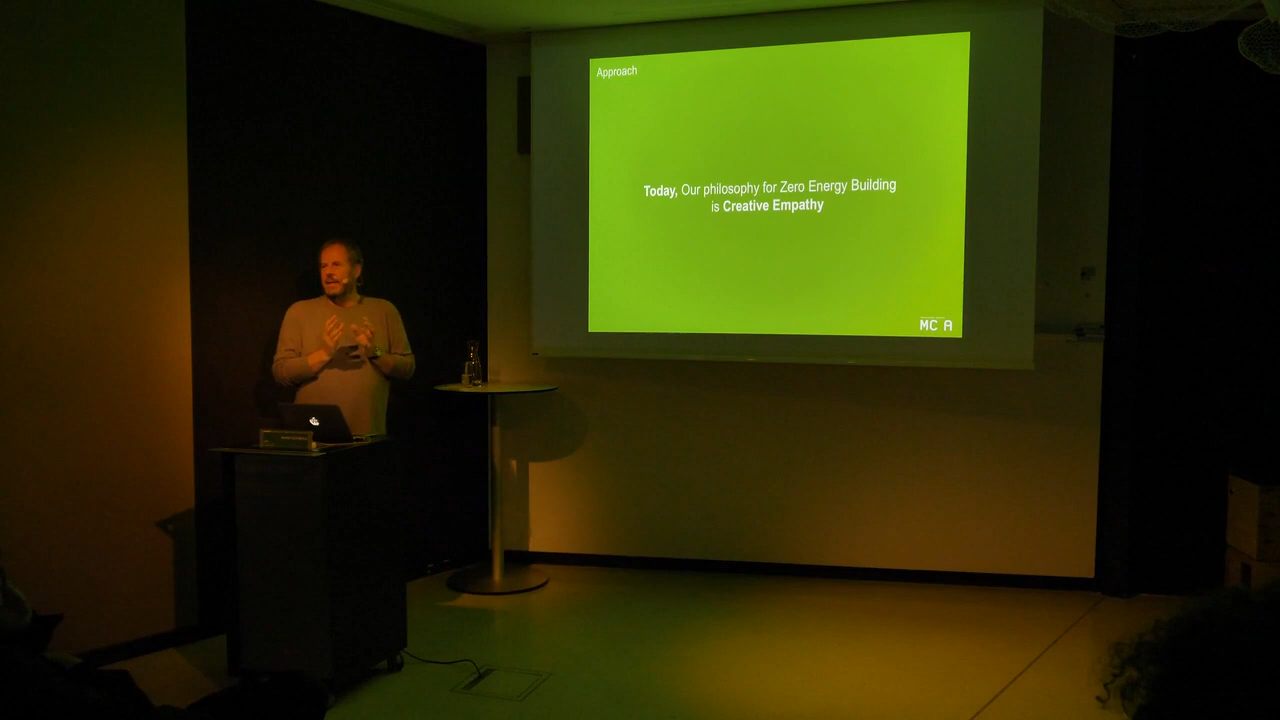 Approach
Today, Our philosophy for Zero Energy Building
is Creative Empathy
MC A